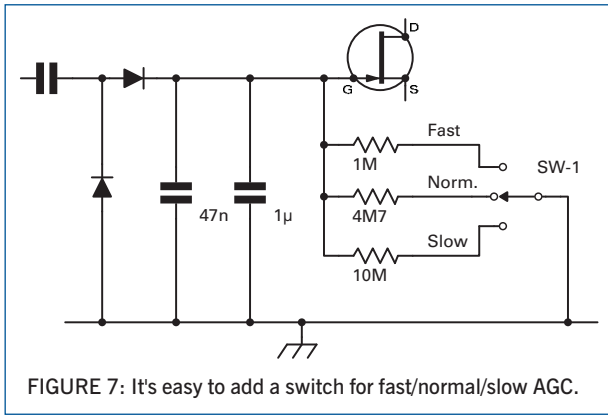 D
G
S
Fast
1M
SW-1
Norm.
47n
1µ
4M7
Slow
10M
FIGURE 7: It's easy to add a switch for fast/normal/slow AGC.